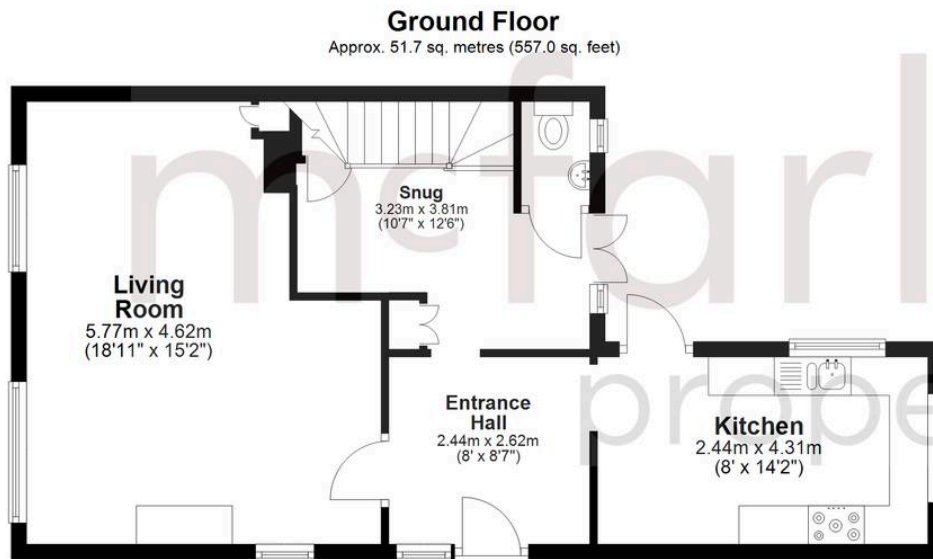 Ground Floor
Approx. 51.7 sq. metres (557.0 sq. feet)
mcfarl
Snug
3.23m x 3.81m
(10'7" x 12'6")
Living
Room
5.77m x 4.62m
(18'11" x 15'2")
prope
Entrance
Hall
2.44m x 2.62m
(8' x 8'7")
Kitchen
2.44m x 4.31m
(8' x 14'2")